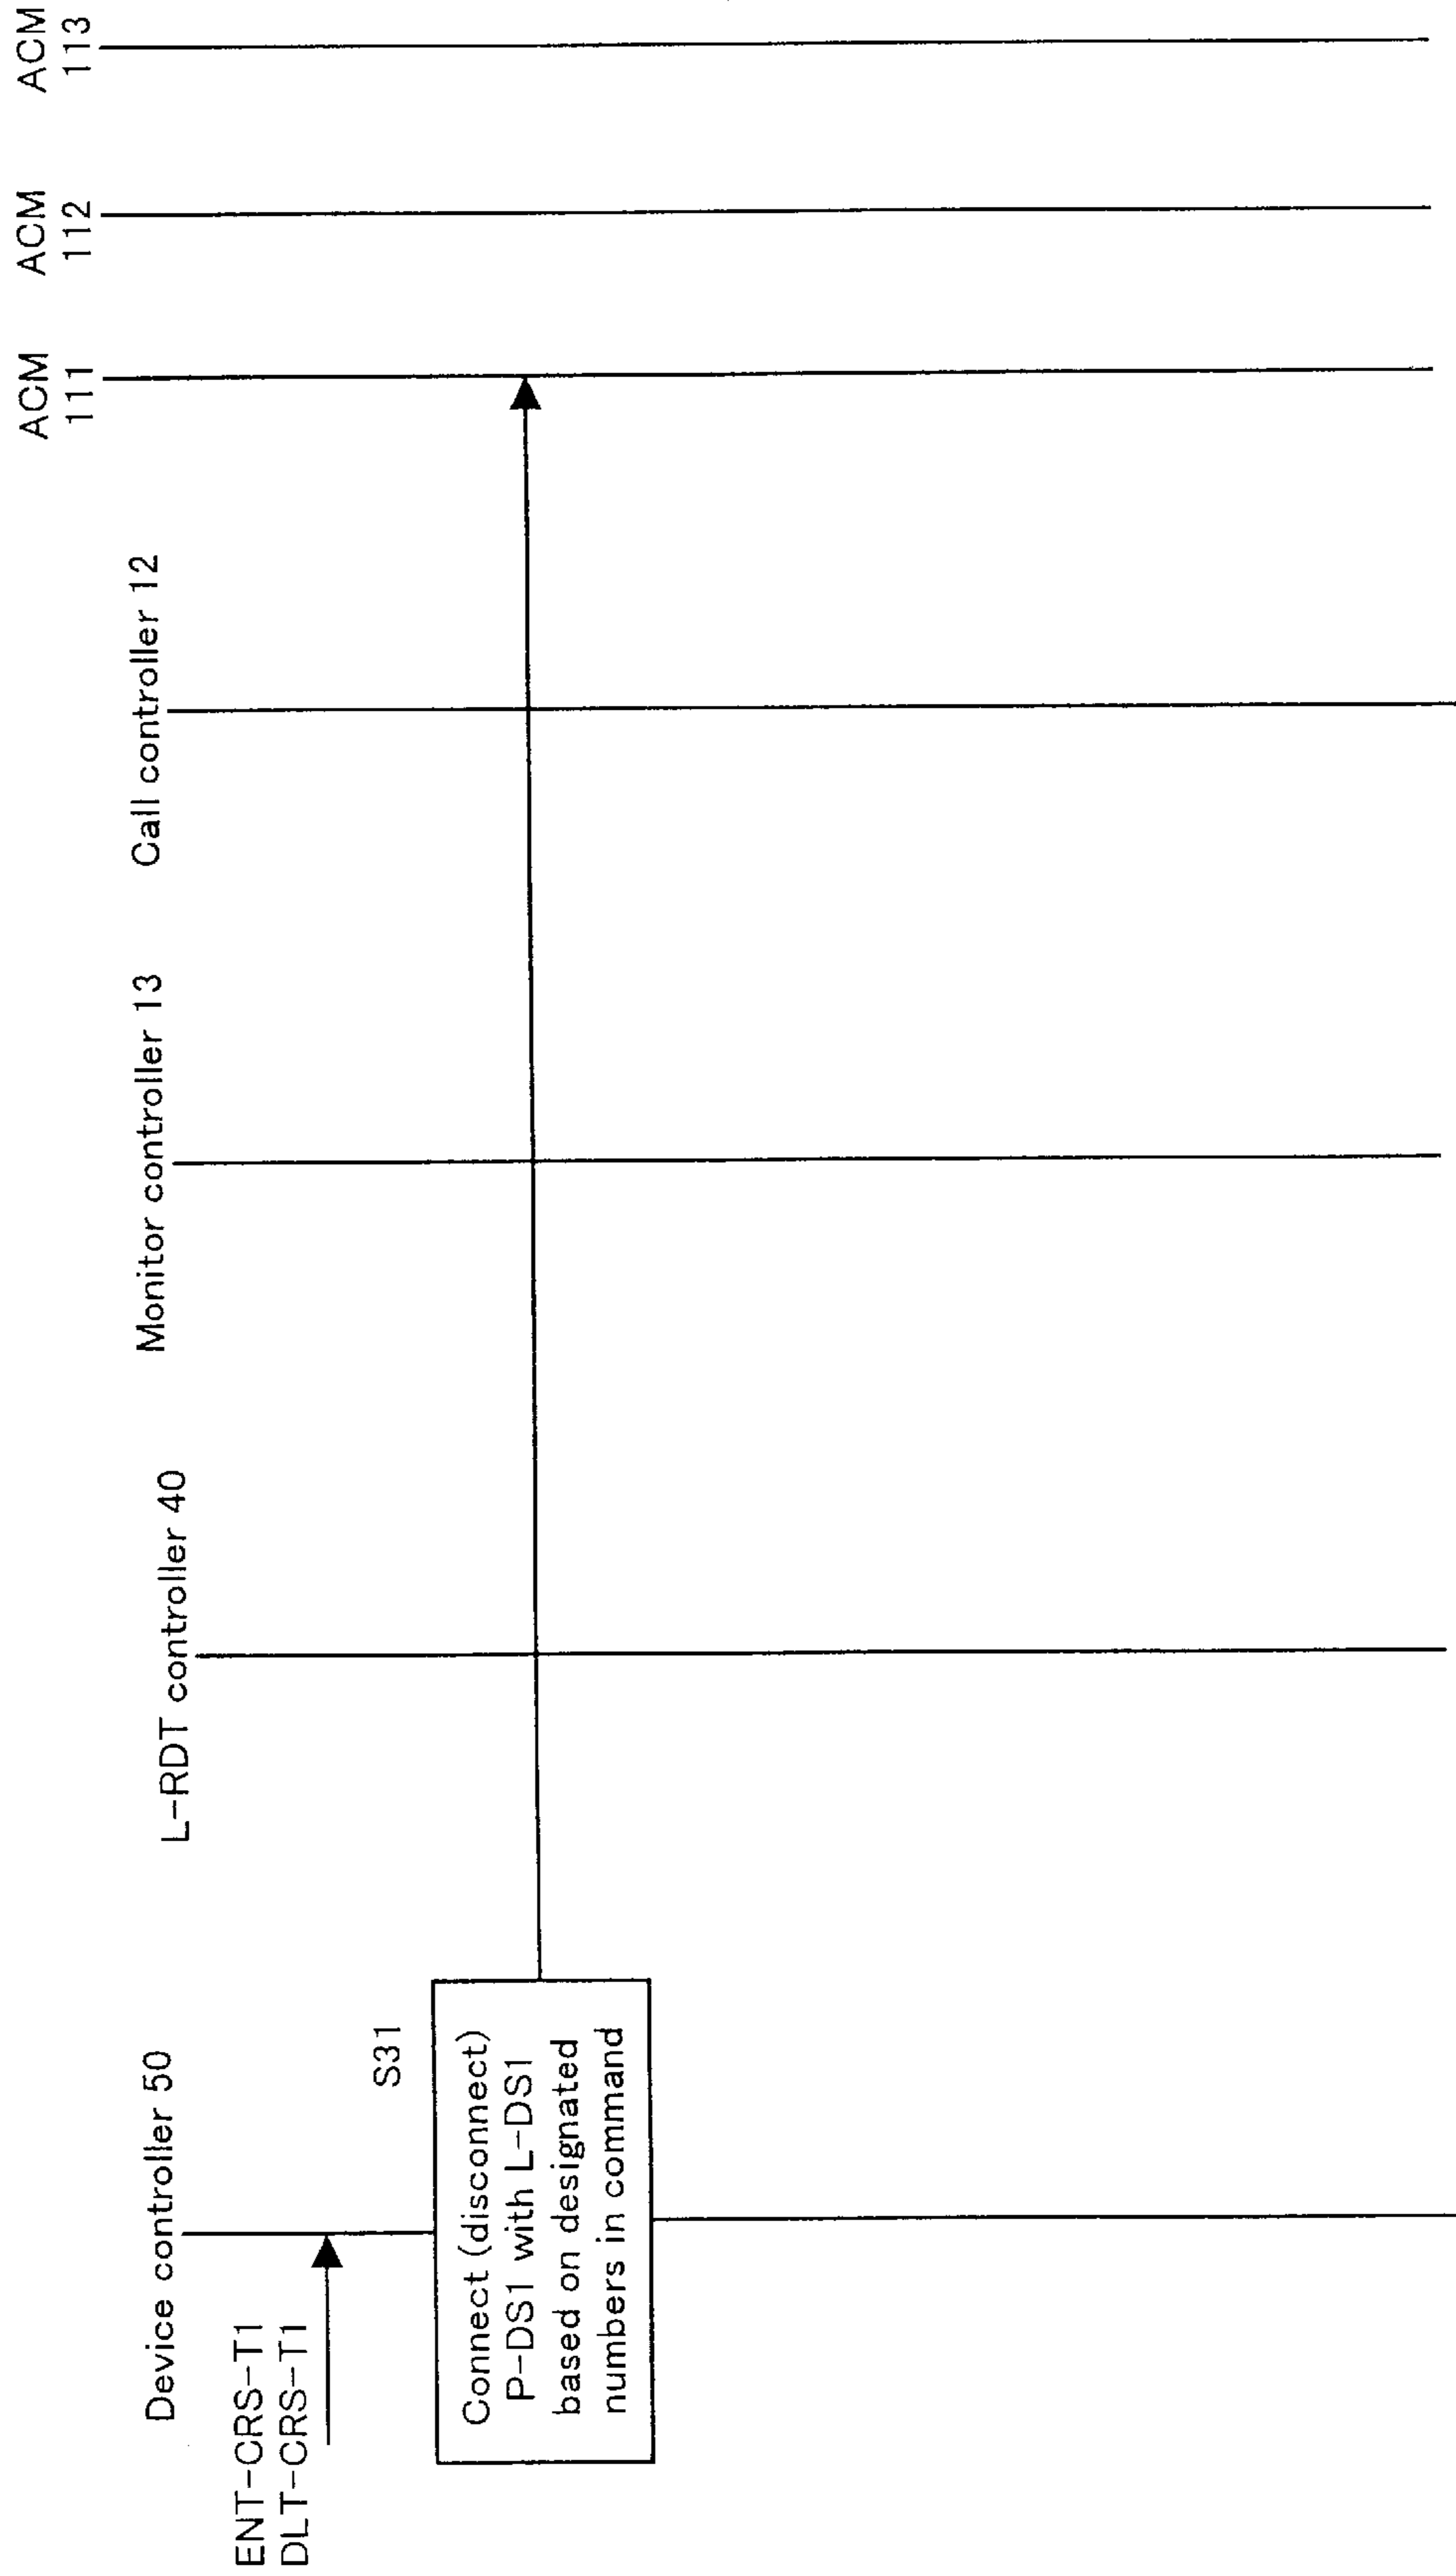 Device controller 50
L-RDT controller 40
Monitor controller 13
Call controller 12
ACM
111
ACM
112
ACM
113
ENT-CRS-T1
DLT-CRS-T1
S31
Connect (disconnect)
P-DS1 with L-DS1
based on designated
numbers in command